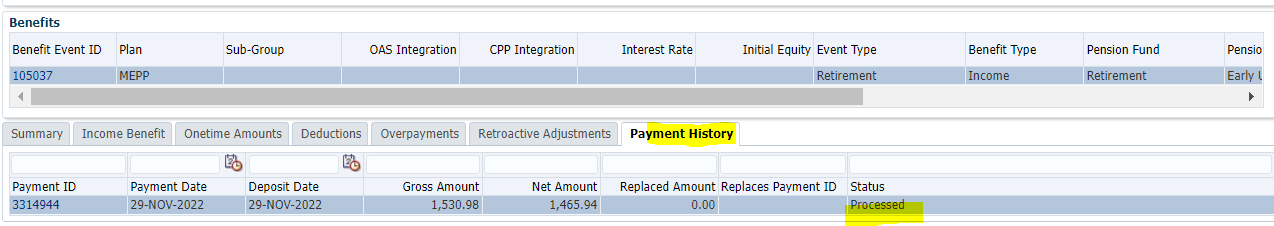 Benefits
Benefit Event ID Plan Sub-Group OAS Integration CPP Integration Interest Rate Initial Equity Event Type Benefit Type Pension Fund Pensio
105037 MEPP Retirement Income Retirement Early U
Summary Income Benefit Onetime Amounts Deductions Overpayments Retroactive Adjustments Payment History
Payment ID Payment Date Deposit Date Gross Amount Net Amount Replaced Amount Replaces Payment ID Status
3314944 29-NOV-2022 29-NOV-2022 1,530.98 1,465.94 0.00 Processed